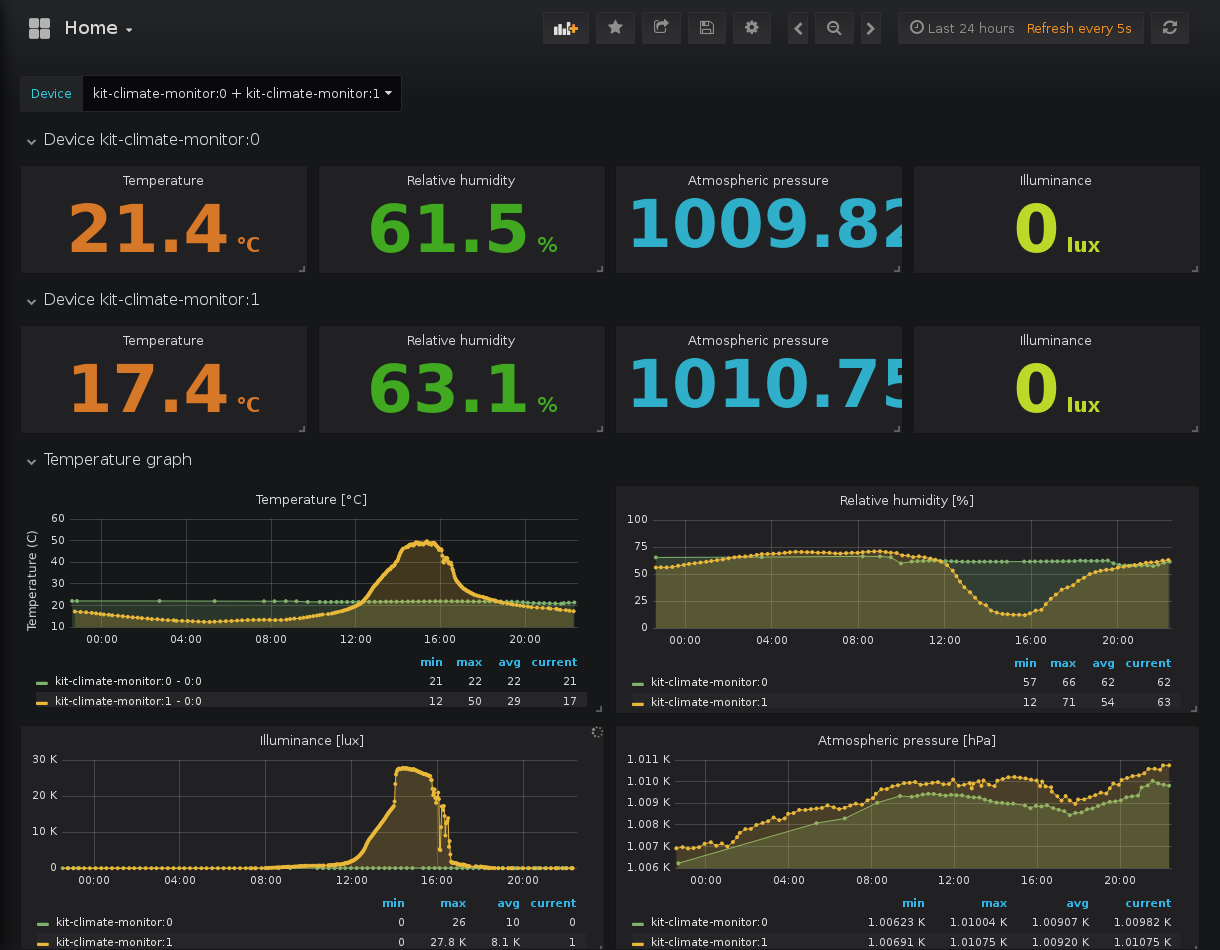 Home
Last 24 hours Refresh every 5s
Device kit-climate-monitor:0 + kit-climate-monitor:1
Device kit-climate-monitor:0
Temperature Relative humidity Atmospheric pressure Illuminance
21.4 °C 61.5 % 1009.82 0 lux
Device kit-climate-monitor:1
Temperature Relative humidity Atmospheric pressure Illuminance
17.4 °C 63.1 % 1010.75 0 lux
Temperature graph
Temperature [°C]
Temperature (C)
60
50
40
30
20
10
00:00 04:00 08:00 12:00 16:00 20:00
min max avg current
kit-climate-monitor:0 - 0:0 21 22 22 21
kit-climate-monitor:1 - 0:0 12 50 29 17
Relative humidity [%]
100
75
50
25
0
00:00 04:00 08:00 12:00 16:00 20:00
min max avg current
kit-climate-monitor:0 57 66 62 62
kit-climate-monitor:1 12 71 54 63
Illuminance [lux]
30 K
20 K
10 K
0
00:00 04:00 08:00 12:00 16:00 20:00
min max avg current
kit-climate-monitor:0 0 26 10 0
kit-climate-monitor:1 0 27.8 K 8.1 K 1
Atmospheric pressure [hPa]
1.011 K
1.010 K
1.009 K
1.008 K
1.007 K
1.006 K
00:00 04:00 08:00 12:00 16:00 20:00
min max avg current
kit-climate-monitor:0 1.00623 K 1.01004 K 1.00907 K 1.00982 K
kit-climate-monitor:1 1.00691 K 1.01075 K 1.00920 K 1.01075 K